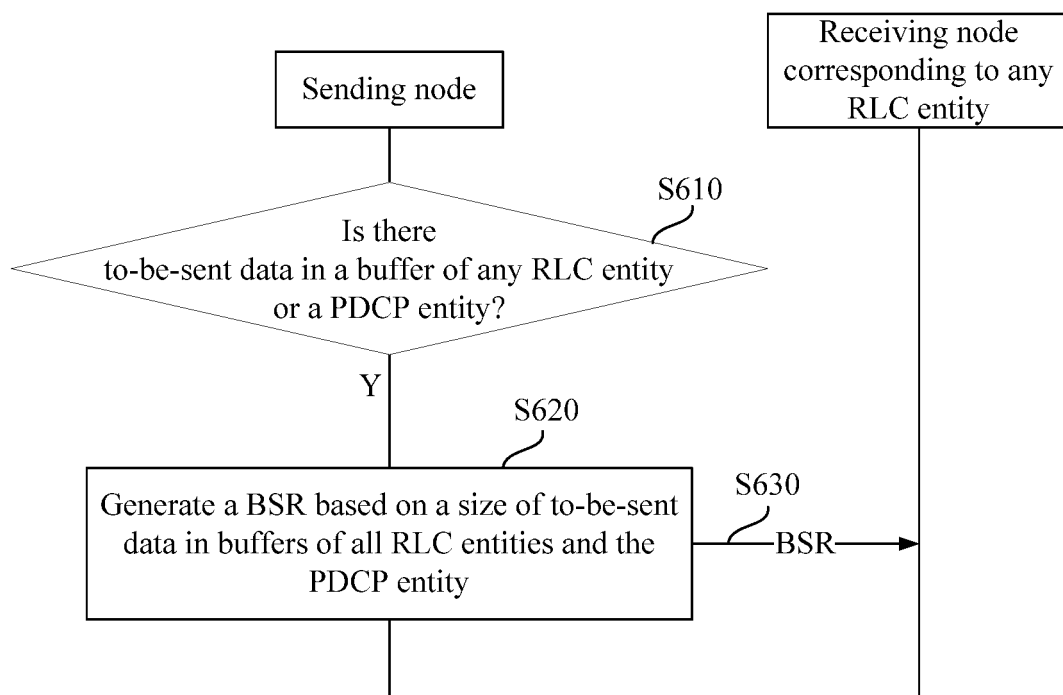 Sending node
Receiving node
corresponding to any
RLC entity
S610
Is there
to-be-sent data in a buffer of any RLC entity
or a PDCP entity?
Y
S620
Generate a BSR based on a size of to-be-sent
data in buffers of all RLC entities and the
PDCP entity
S630
BSR